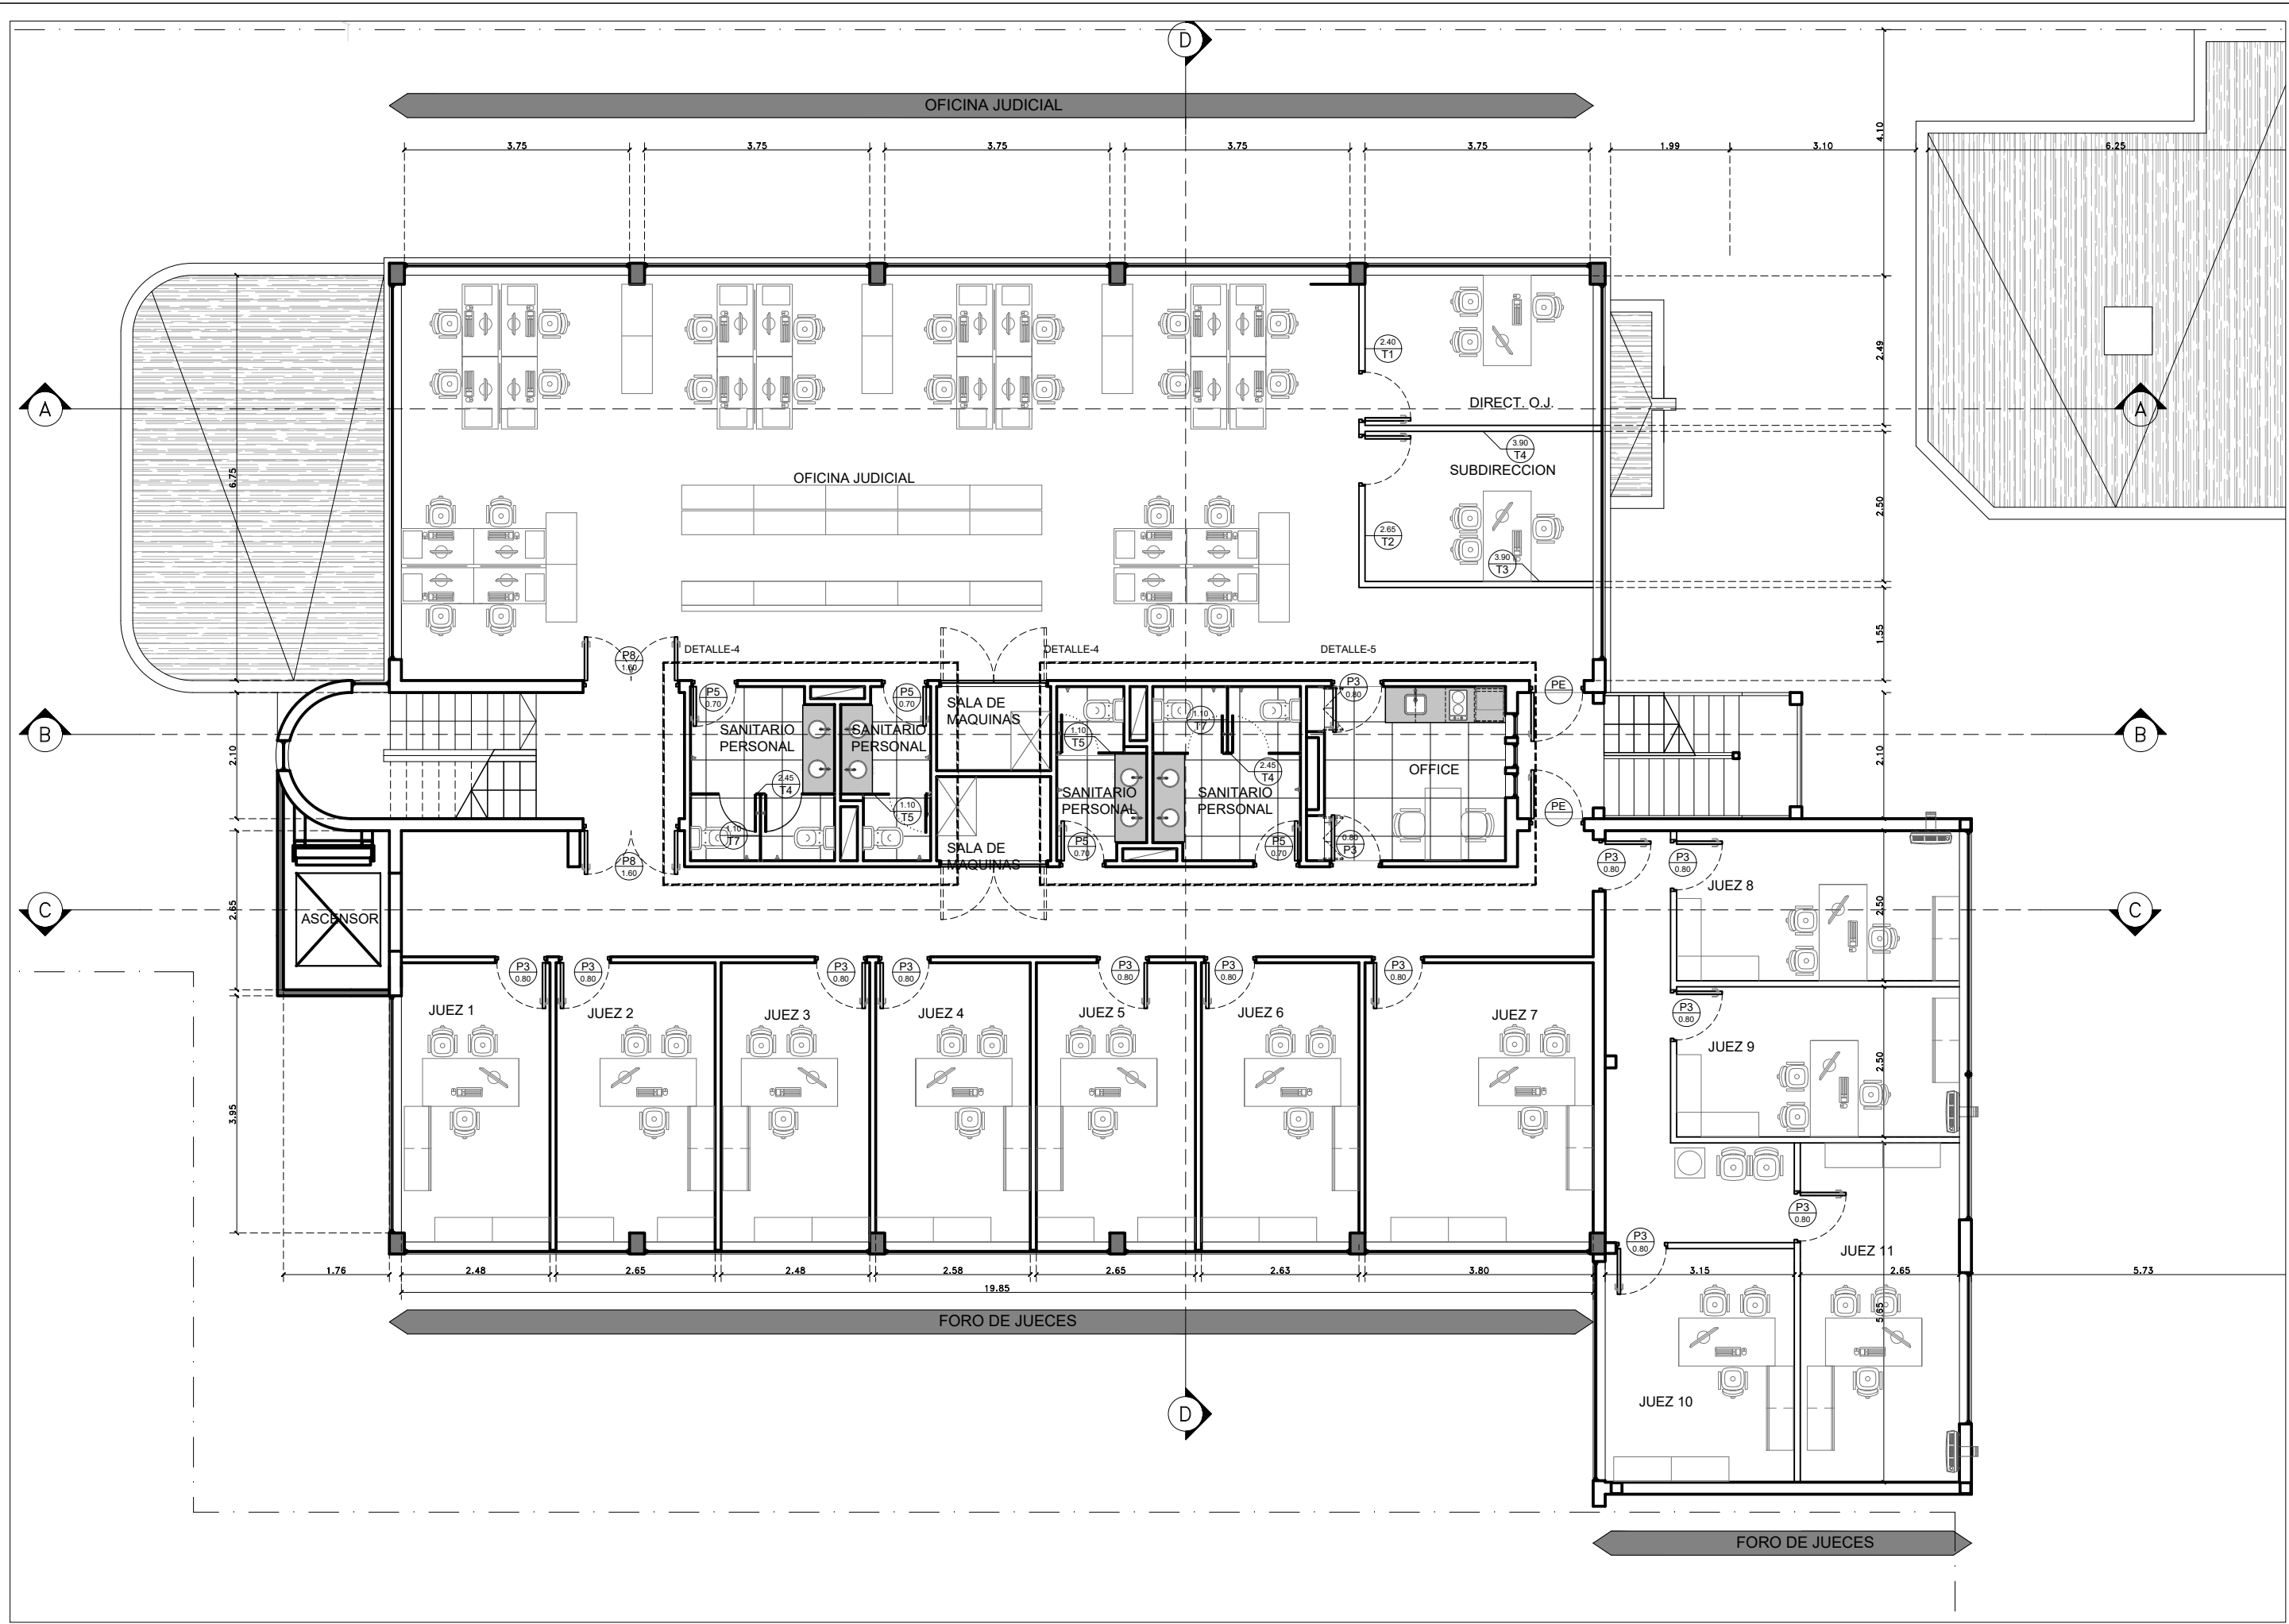 D
OFICINA JUDICIAL
3.75
3.75
3.75
3.75
3.75
1.99
3.10
6.25
4.10
2.40
T1
2.49
A
DIRECT. O.J.
A
3.90
T4
SUBDIRECCION
6.75
OFICINA JUDICIAL
2.50
2.65
T2
3.90
T3
1.55
DETALLE-4
DETALLE-4
DETALLE-5
P8
1.60
P5
0.70
P5
0.70
P3
0.80
PE
SALA DE
MAQUINAS
1.10
T7
B
SANITARIO
PERSONAL
SANITARIO
PERSONAL
1.10
T5
B
2.10
2.10
OFFICE
2.45
T4
2.45
T4
SANITARIO
PERSONAL
SANITARIO
PERSONAL
1.10
T5
PE
1.10
T7
SALA DE
MAQUINAS
P5
0.70
P5
0.70
0.80
P3
P8
1.60
P3
0.80
P3
0.80
JUEZ 8
C
2.65
ASCENSOR
2.50
C
P3
0.80
P3
0.80
P3
0.80
P3
0.80
P3
0.80
P3
0.80
P3
0.80
JUEZ 1
JUEZ 2
JUEZ 3
JUEZ 4
JUEZ 5
JUEZ 6
JUEZ 7
P3
0.80
JUEZ 9
2.50
3.95
P3
0.80
P3
0.80
JUEZ 11
1.76
2.48
2.65
2.48
2.58
2.65
2.63
3.80
3.15
2.65
5.73
19.85
FORO DE JUECES
5.65
JUEZ 10
D
FORO DE JUECES